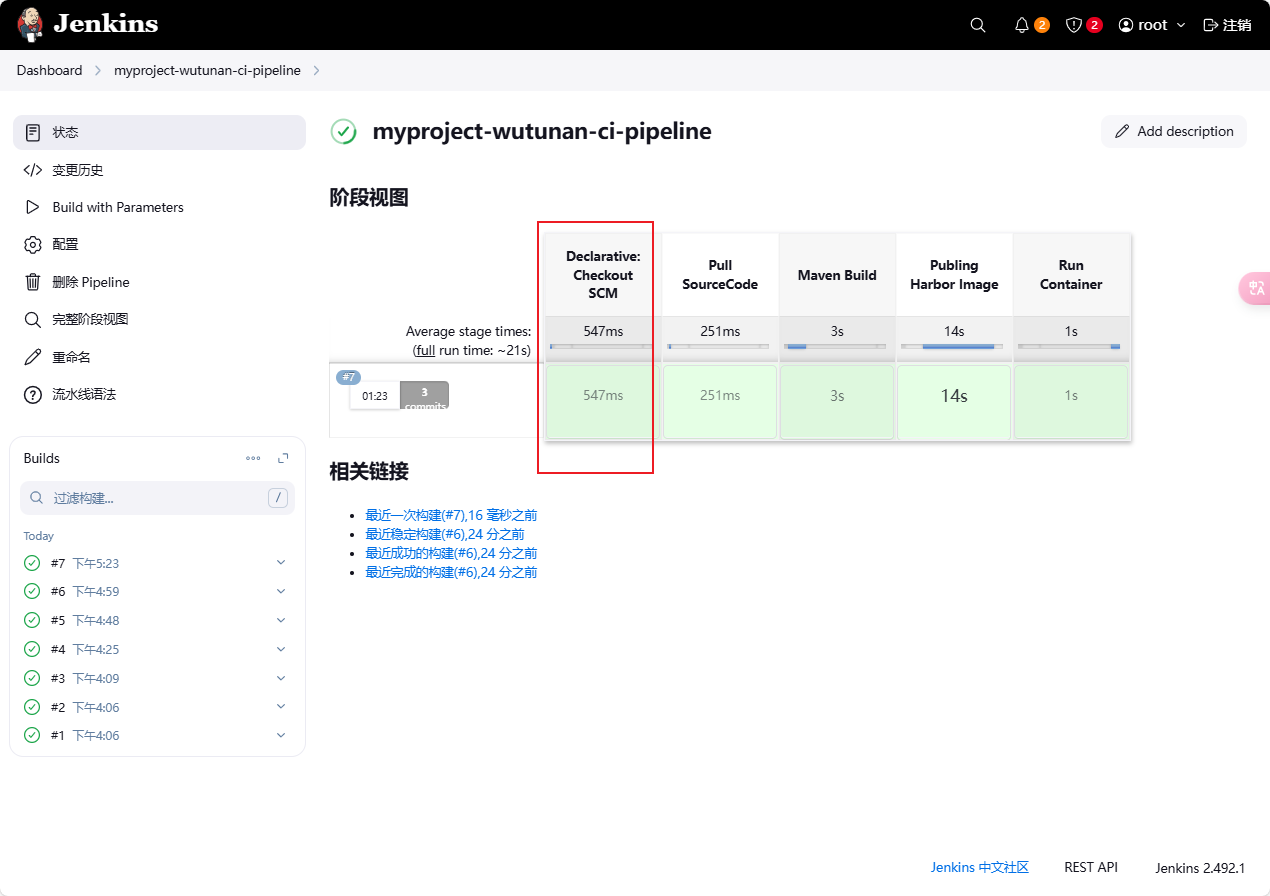 Jenkins
2
2
root
注销
Dashboard
myproject-wutunan-ci-pipeline
状态
变更历史
Build with Parameters
配置
删除 Pipeline
完整阶段视图
重命名
流水线语法
Builds
过滤构建...
/
Today
#7 下午5:23
#6 下午4:59
#5 下午4:48
#4 下午4:25
#3 下午4:09
#2 下午4:06
#1 下午4:06
myproject-wutunan-ci-pipeline
Add description
阶段视图
Declarative:
Checkout
SCM
Pull
SourceCode
Maven Build
Publing
Harbor Image
Run
Container
Average stage times:
(full run time: ~21s)
547ms
251ms
3s
14s
1s
#7
01:23
3
commits
547ms
251ms
3s
14s
1s
相关链接
最近一次构建(#7),16 毫秒之前
最近稳定构建(#6),24 分之前
最近成功的构建(#6),24 分之前
最近完成的构建(#6),24 分之前
Jenkins 中文社区
REST API
Jenkins 2.492.1